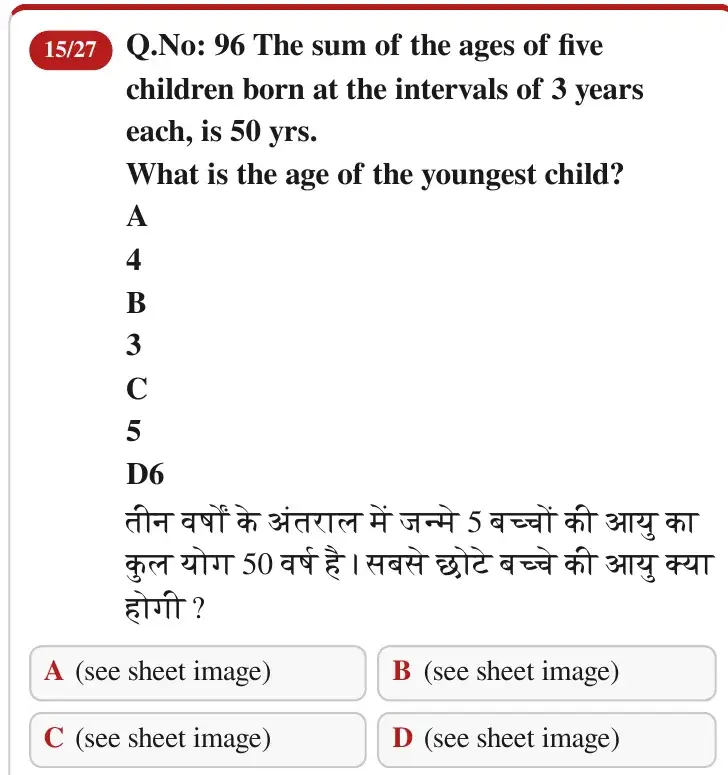 15/27 Q.No: 96 The sum of the ages of five
children born at the intervals of 3 years
each, is 50 yrs.
What is the age of the youngest child?
A
4
B
3
C
5
D6
तीन वर्षों के अंतराल में जन्मे 5 बच्चों की आयु का
कुल योग 50 वर्ष है। सबसे छोटे बच्चे की आयु क्या
होगी ?
A (see sheet image)
B (see sheet image)
C (see sheet image)
D (see sheet image)